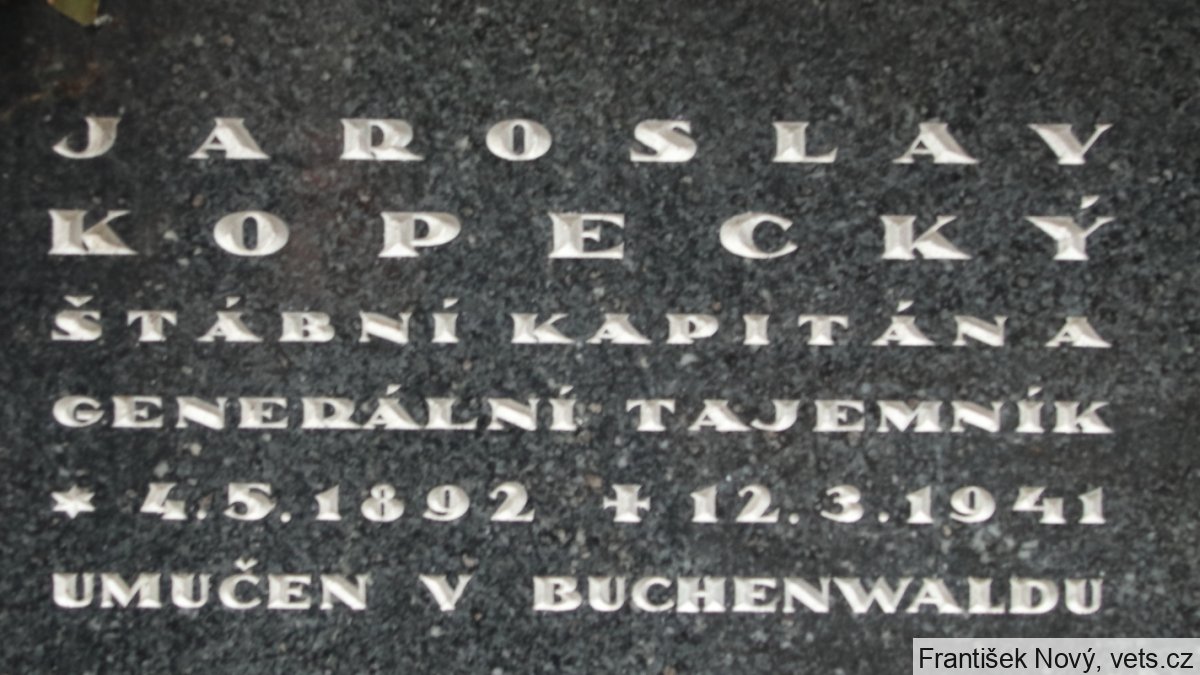 JAROSLAV
KOPECKÝ
ŠTÁBNÍ KAPITÁN A
GENERÁLNÍ TAJEMNÍK
* 4.5.1892 ✝ 12.3.1941
UMUČEN V BUCHENWALDU
František Nový, vets.cz